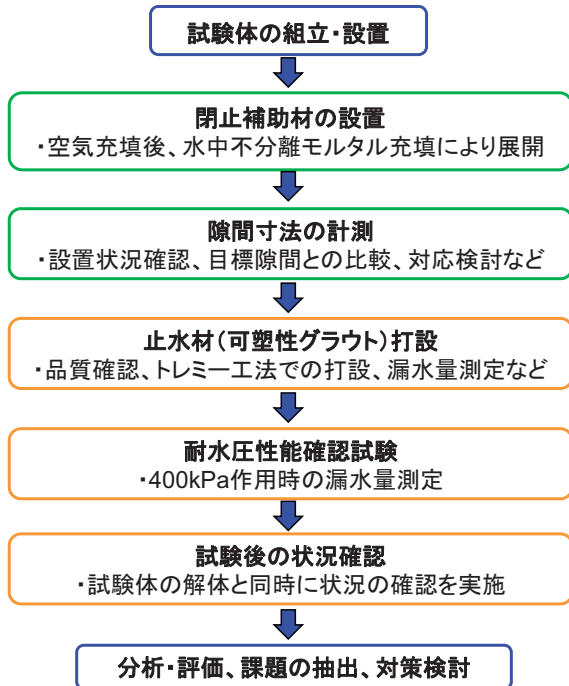 試験体の組立・設置
閉止補助材の設置
・空気充填後、水中不分離モルタル充填により展開
隙間寸法の計測
・設置状況確認、目標隙間との比較、対応検討など
止水材(可塑性グラウト)打設
・品質確認、トレミー工法での打設、漏水量測定など
耐水圧性能確認試験
・400kPa作用時の漏水量測定
試験後の状況確認
・試験体の解体と同時に状況の確認を実施
分析・評価、課題の抽出、対策検討